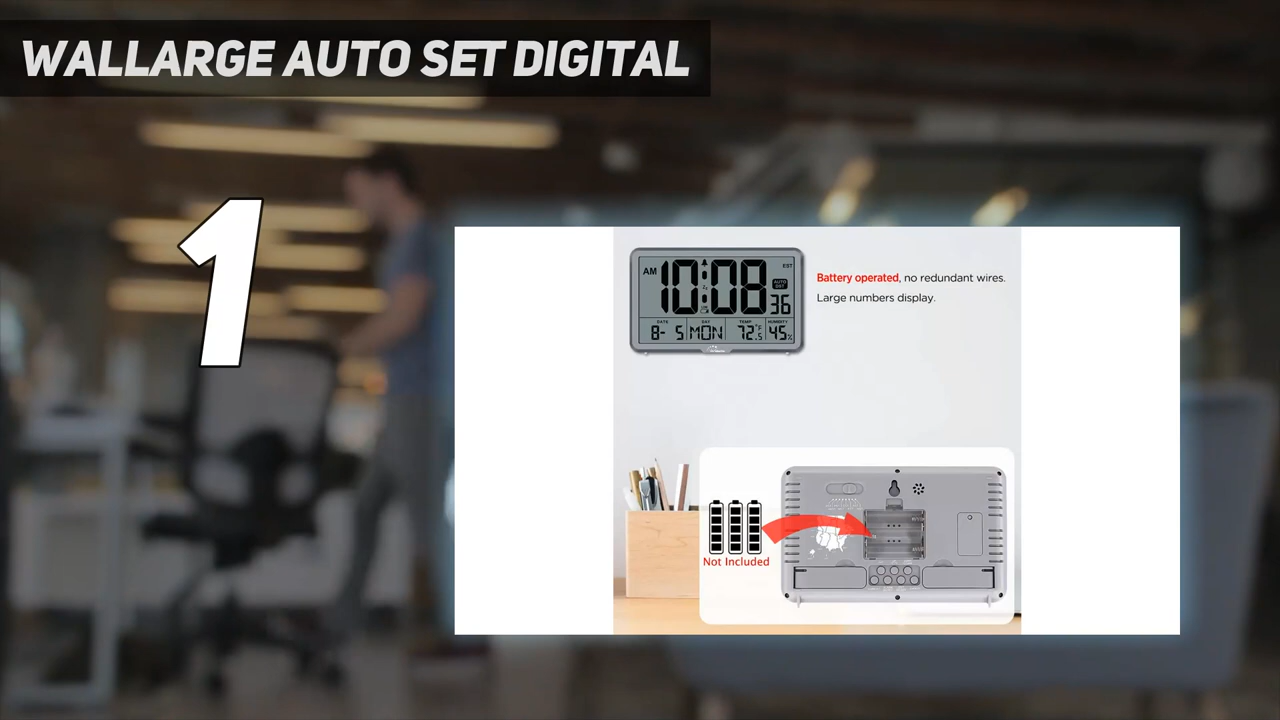 WALLARGE AUTO SET DIGITAL
1
AM 10:08 36
EST
AUTO
DST
DATE DAY TEMP HUMIDITY
8- 5 MON 72.5°F 45%
Battery operated, no redundant wires.
Large numbers display.
Not Included